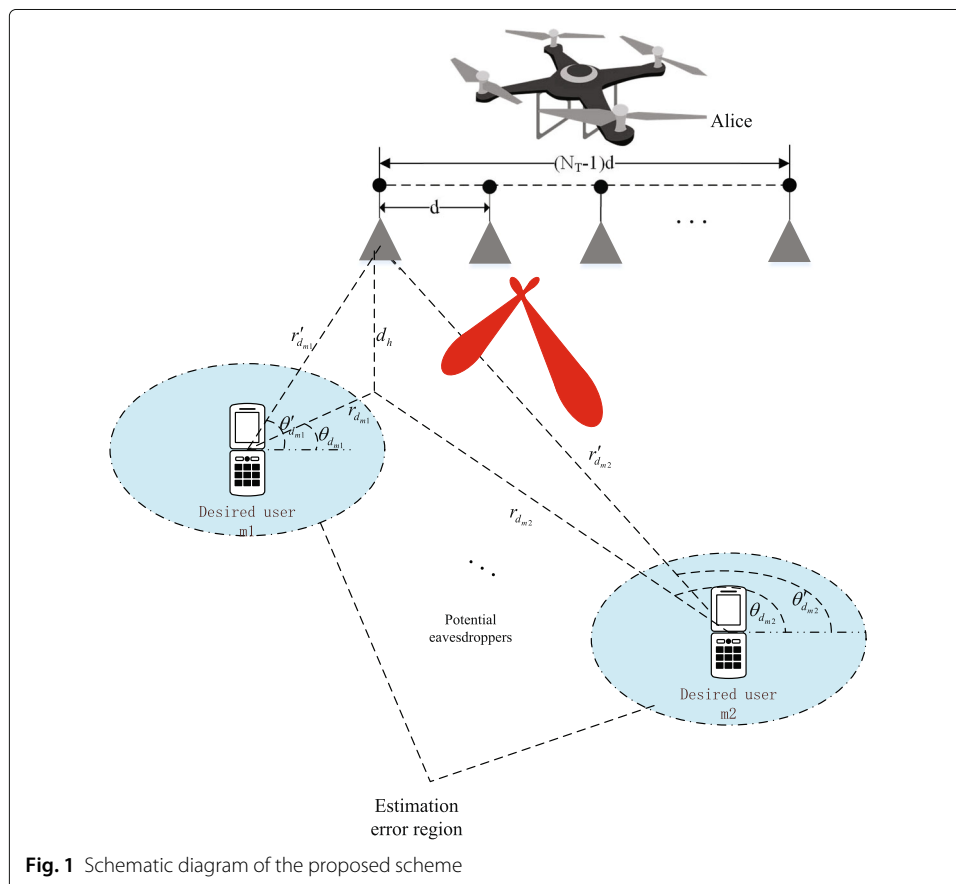 Alice
(N_T-1)d
d
. . .
r'_{d_{m1}}
d_h
r_{d_{m1}}
θ'_{d_{m1}}
θ_{d_{m1}}
Desired user
m1
r'_{d_{m2}}
r_{d_{m2}}
. . .
Potential
eavesdroppers
θ_{d_{m2}}
θ'_{d_{m2}}
Desired user
m2
Estimation
error region
Fig. 1 Schematic diagram of the proposed scheme